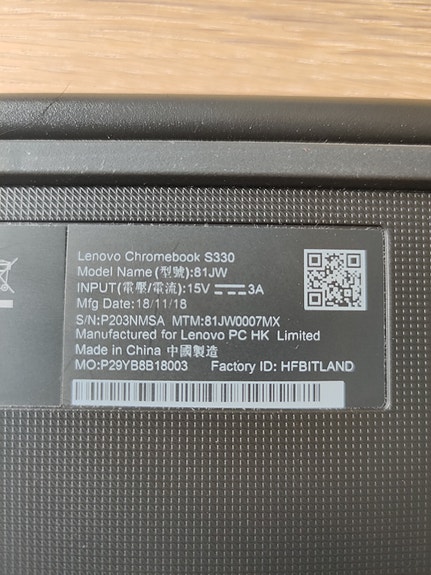 Lenovo Chromebook S330
Model Name(型號):81JW
INPUT(電壓/電流):15V ⎓ 3A
Mfg Date:18/11/18
S/N:P203NMSA MTM:81JW0007MX
Manufactured for Lenovo PC HK Limited
Made in China 中國製造
MO:P29YB8B18003 Factory ID: HFBITLAND